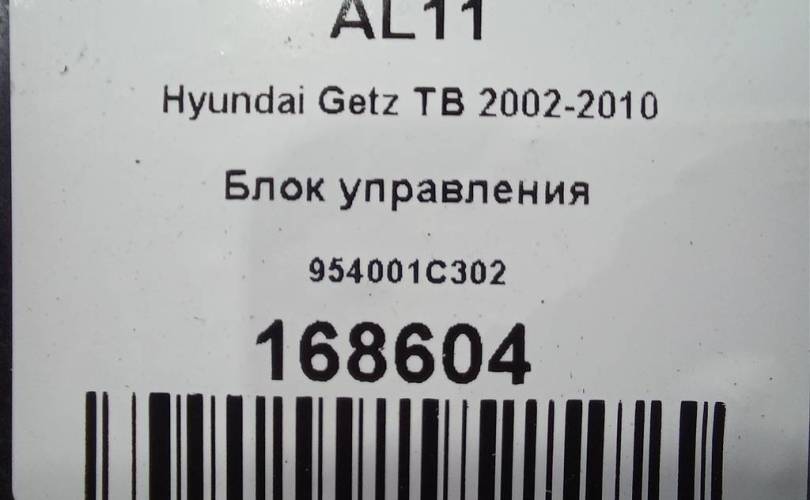 AL11
Hyundai Getz TB 2002-2010
Блок управления
954001C302
168604